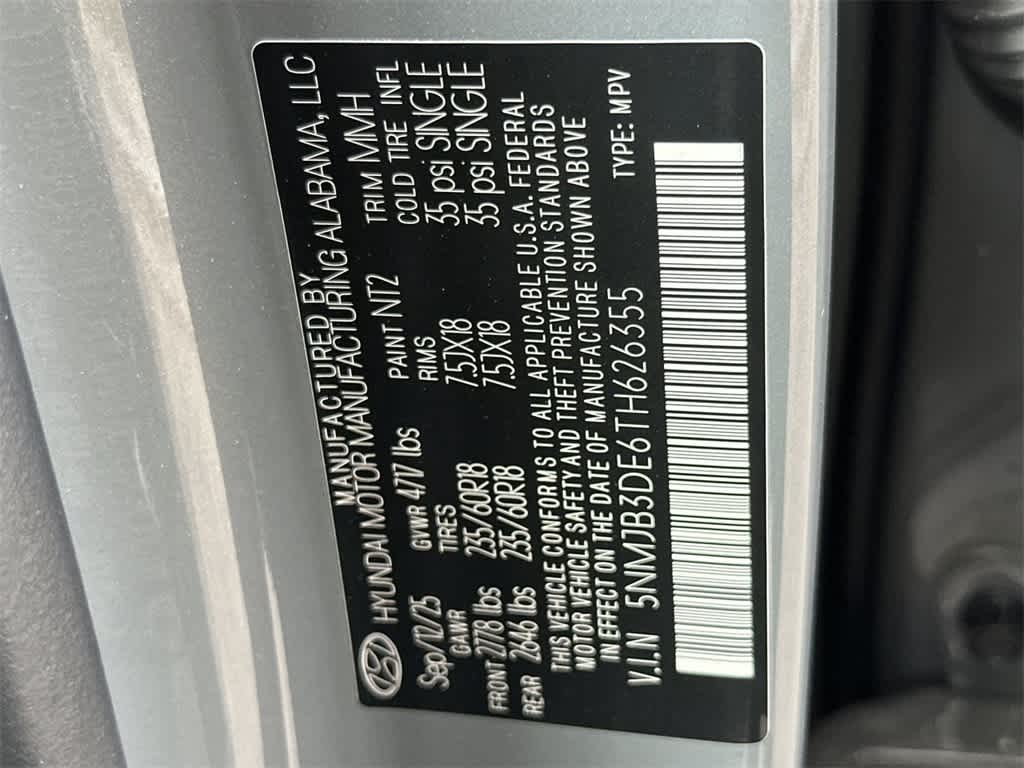 MANUFACTURED BY
HYUNDAI MOTOR MANUFACTURING ALABAMA, LLC
Sep/12/25 GVWR 4717 lbs PAINT NT2 TRIM MMH
GAWR TIRES RIMS COLD TIRE INFL
FRONT 2778 lbs 235/60R18 7.5JX18 35 psi SINGLE
REAR 2646 lbs 235/60R18 7.5JX18 35 psi SINGLE
THIS VEHICLE CONFORMS TO ALL APPLICABLE U.S.A. FEDERAL
MOTOR VEHICLE SAFETY AND THEFT PREVENTION STANDARDS
IN EFFECT ON THE DATE OF MANUFACTURE SHOWN ABOVE
V.I.N 5NMJB3DE6TH626355 TYPE: MPV